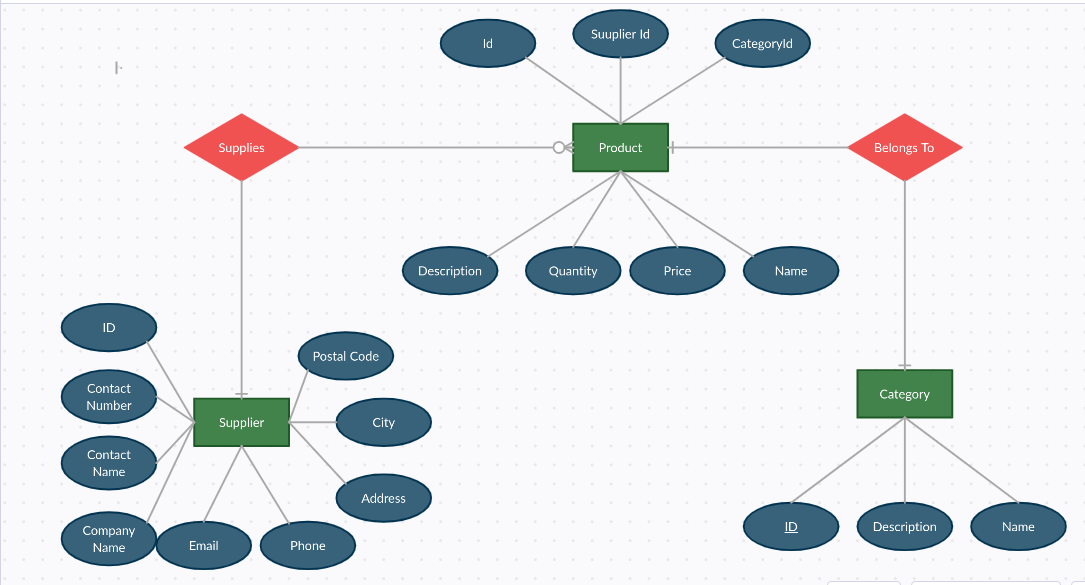 Id
Suuplier Id
CategoryId
Supplies
Product
Belongs To
Description
Quantity
Price
Name
ID
Postal Code
Contact
Number
Supplier
City
Category
Contact
Name
Address
Company
Name
Email
Phone
ID
Description
Name